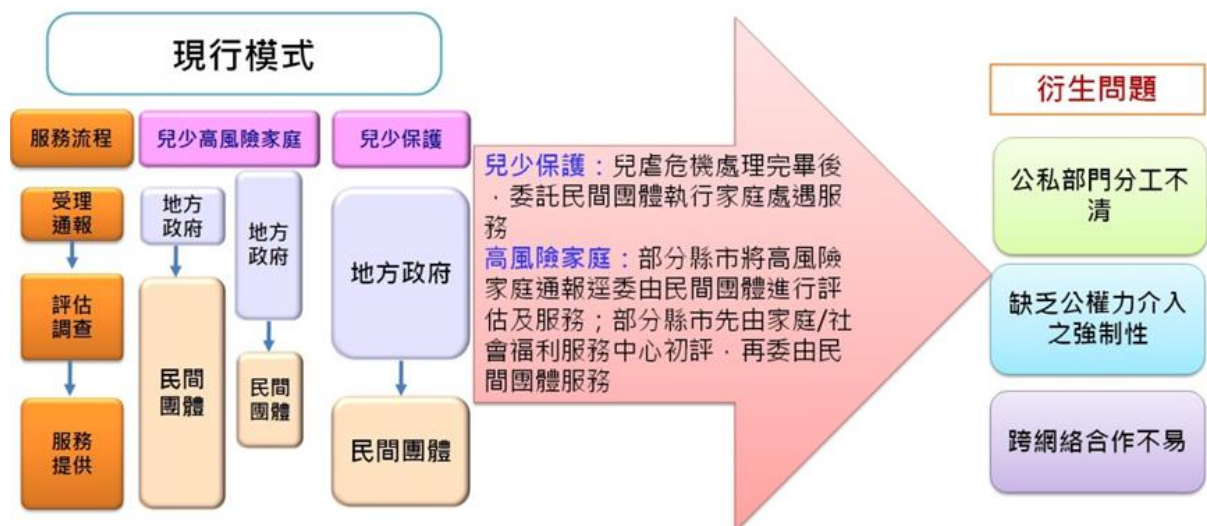 現行模式
服務流程
兒少高風險家庭
兒少保護
受理
通報
評估
調查
服務
提供
地方
政府
民間
團體
地方
政府
民間
團體
地方政府
民間團體
兒少保護：兒虐危機處理完畢後
，委託民間團體執行家庭處遇服
務
高風險家庭：部分縣市將高風險
家庭通報逕委由民間團體進行評
估及服務；部分縣市先由家庭/社
會福利服務中心初評，再委由民
間團體服務
衍生問題
公私部門分工不
清
缺乏公權力介入
之強制性
跨網絡合作不易